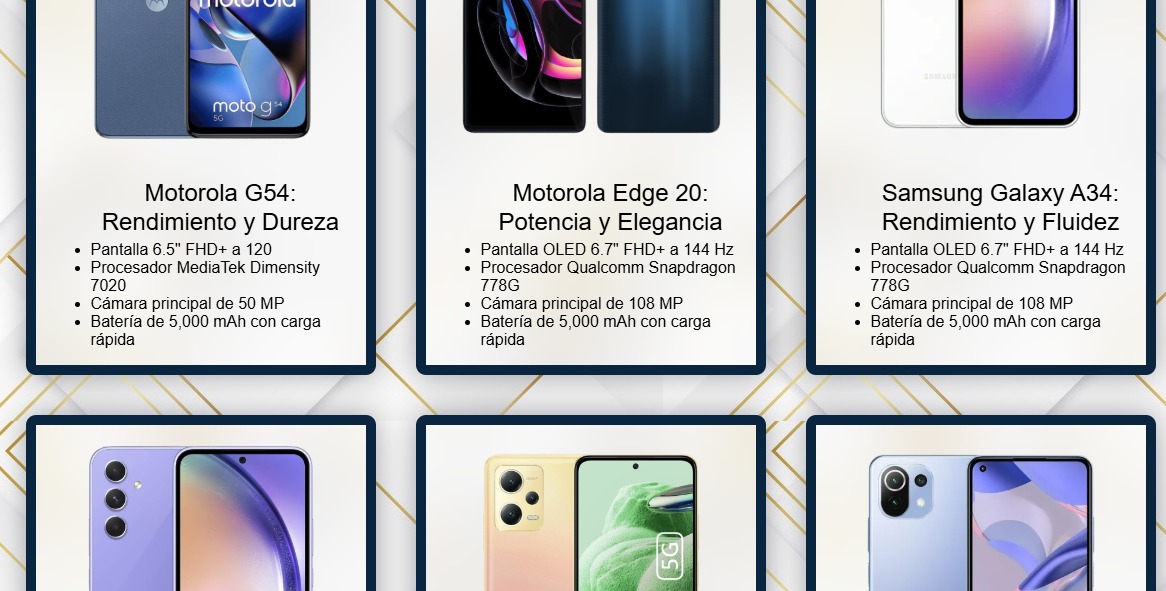 motorola
moto g54
5G
SAMSUNG
Motorola G54:
Rendimiento y Dureza
• Pantalla 6.5" FHD+ a 120
• Procesador MediaTek Dimensity
7020
• Cámara principal de 50 MP
• Batería de 5,000 mAh con carga
rápida
Motorola Edge 20:
Potencia y Elegancia
• Pantalla OLED 6.7" FHD+ a 144 Hz
• Procesador Qualcomm Snapdragon
778G
• Cámara principal de 108 MP
• Batería de 5,000 mAh con carga
rápida
Samsung Galaxy A34:
Rendimiento y Fluidez
• Pantalla OLED 6.7" FHD+ a 144 Hz
• Procesador Qualcomm Snapdragon
778G
• Cámara principal de 108 MP
• Batería de 5,000 mAh con carga
rápida
5G